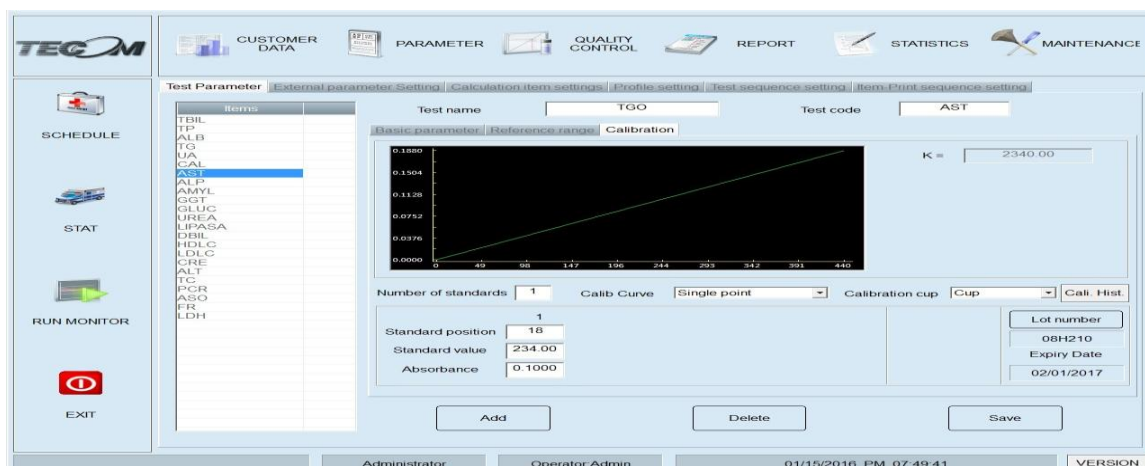 TECOM
CUSTOMER DATA
PARAMETER
QUALITY CONTROL
REPORT
STATISTICS
MAINTENANCE
SCHEDULE
STAT
RUN MONITOR
EXIT
Test Parameter External parameter Setting Calculation item settings Profile setting Test sequence setting Item-Print sequence setting
Items
TBIL
TP
ALB
TG
UA
CAL
AST
ALP
AMYL
GGT
GLUC
UREA
LIPASA
DBIL
HDLC
LDLC
CRE
ALT
TC
PCR
ASO
FR
LDH
Test name TGO Test code AST
Basic parameter Reference range Calibration
0.1880
0.1504
0.1128
0.0752
0.0376
0.0000
0 49 98 147 196 244 293 342 391 440
K = 2340.00
Number of standards 1 Calib Curve Single point Calibration cup Cup Cali. Hist.
1
Standard position 18
Standard value 234.00
Absorbance 0.1000
Lot number
08H210
Expiry Date
02/01/2017
Add Delete Save
Administrator Operator:Admin 01/15/2016 PM 07:49:41 VERSION